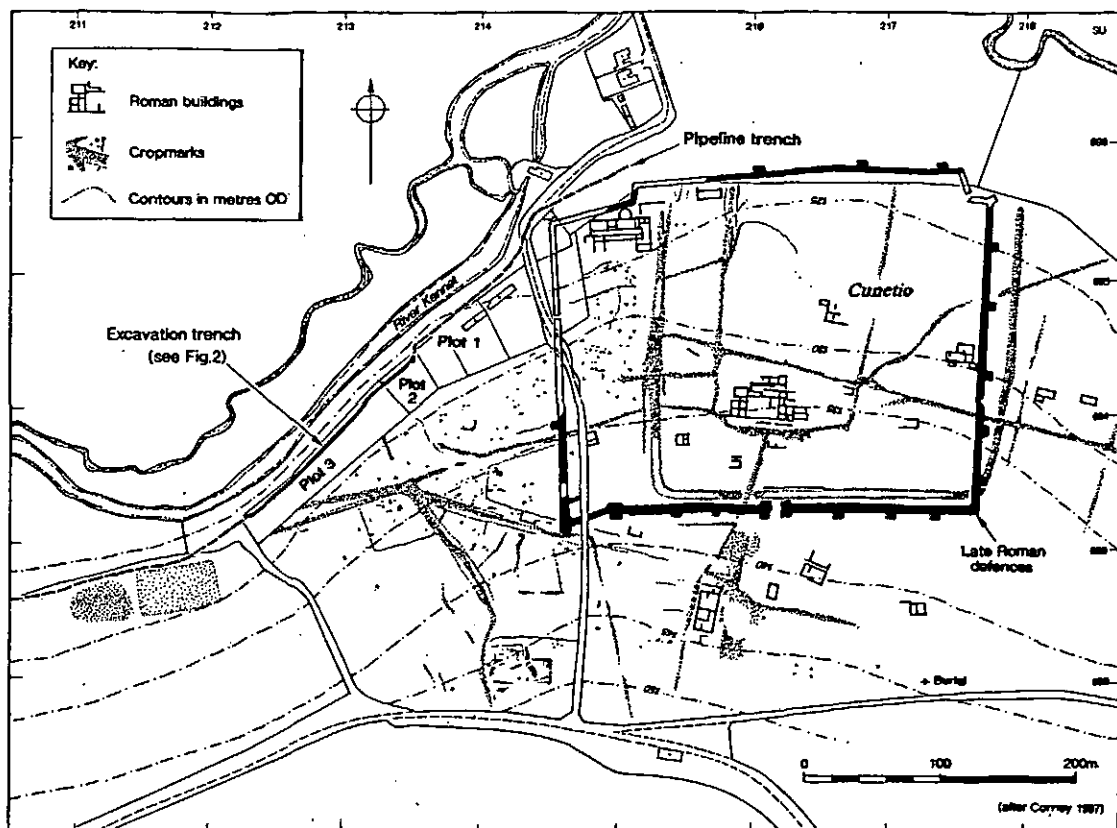 211
212
213
214
216
217
218
SU
Key:
Roman buildings
Cropmarks
Contours in metres OD
Pipeline trench
Cunetio
River Kennet
Excavation trench
(see Fig.2)
Plot 1
Plot
2
Plot 3
Late Roman
defences
+ Burial
0
100
200m
(after Corney 1997)